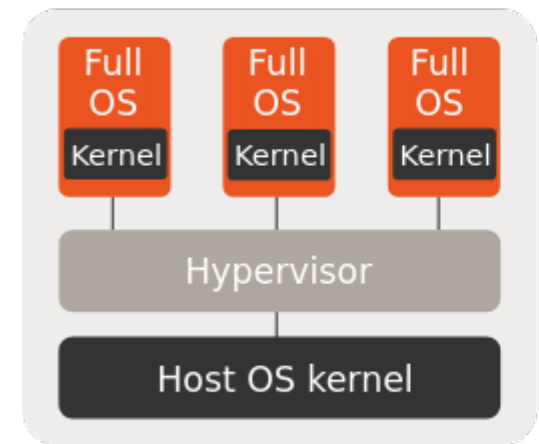 Full
OS
Kernel
Full
OS
Kernel
Full
OS
Kernel
Hypervisor
Host OS kernel